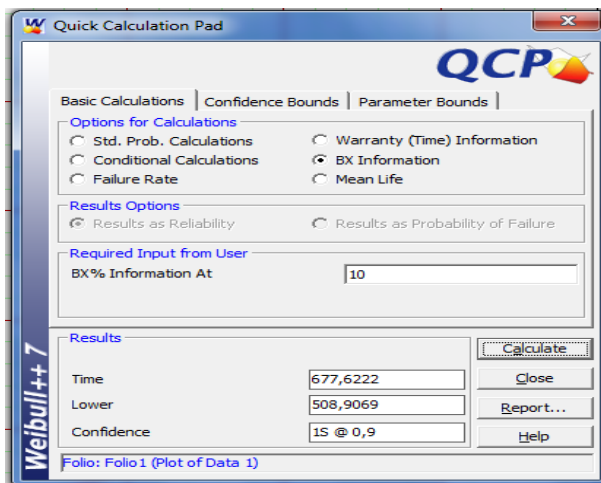 Quick Calculation Pad
QCP
Basic Calculations
Confidence Bounds
Parameter Bounds
Options for Calculations
Std. Prob. Calculations
Warranty (Time) Information
Conditional Calculations
BX Information
Failure Rate
Mean Life
Results Options
Results as Reliability
Results as Probability of Failure
Required Input from User
BX% Information At
10
Results
Calculate
Time
677,6222
Close
Lower
508,9069
Report...
Confidence
1S @ 0,9
Help
Weibull++ 7
Folio: Folio1 (Plot of Data 1)